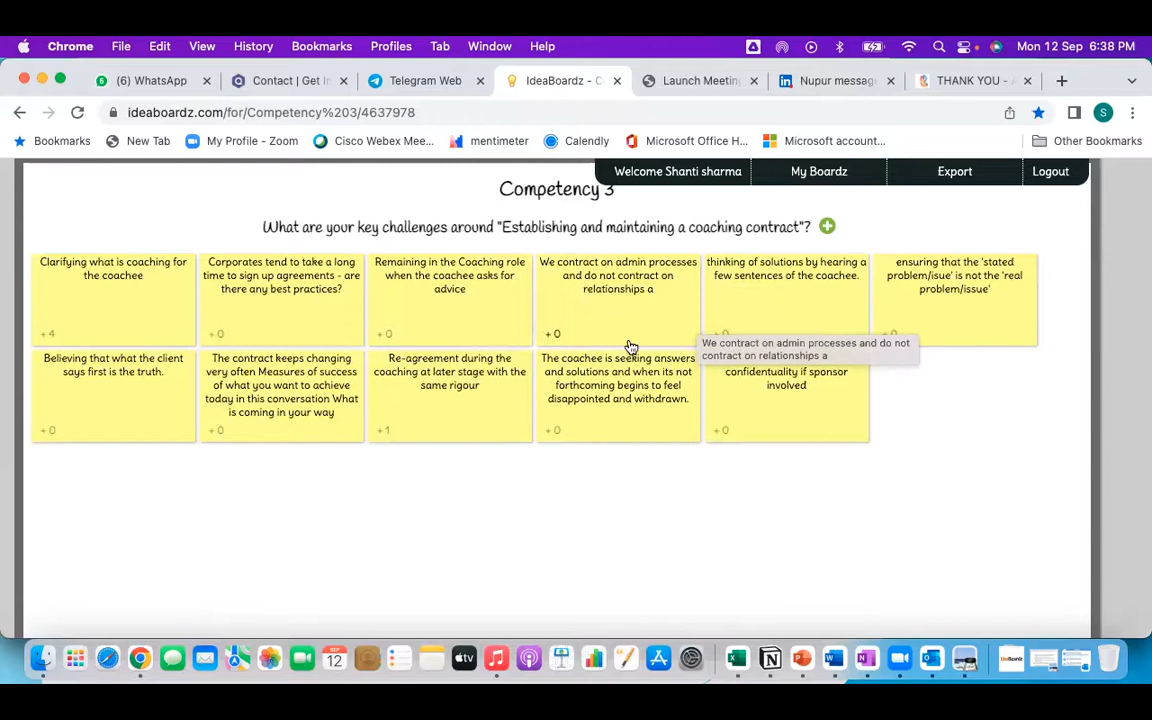 Chrome File Edit View History Bookmarks Profiles Tab Window Help Mon 12 Sep 6:38 PM
(6) WhatsApp Contact | Get In Telegram Web IdeaBoardz - C Launch Meeting Nupur message THANK YOU - A
ideaboardz.com/for/Competency%203/4637978 S
Bookmarks New Tab My Profile - Zoom Cisco Webex Mee... mentimeter Calendly Microsoft Office H... Microsoft account... Other Bookmarks
Welcome Shanti sharma My Boardz Export Logout
Competency 3
What are your key challenges around "Establishing and maintaining a coaching contract"?
Clarifying what is coaching for
the coachee
+4
Corporates tend to take a long
time to sign up agreements - are
there any best practices?
+0
Remaining in the Coaching role
when the coachee asks for
advice
+0
We contract on admin processes
and do not contract on
relationships a
+0
thinking of solutions by hearing a
few sentences of the coachee.
ensuring that the 'stated
problem/isue' is not the 'real
problem/issue'
We contract on admin processes and do not
contract on relationships a
Believing that what the client
says first is the truth.
+0
The contract keeps changing
very often Measures of success
of what you want to achieve
today in this conversation What
is coming in your way
+0
Re-agreement during the
coaching at later stage with the
same rigour
+1
The coachee is seeking answers
and solutions and when its not
forthcoming begins to feel
disappointed and withdrawn.
+0
confidentuality if sponsor
involved
+0
SEP
12
tv